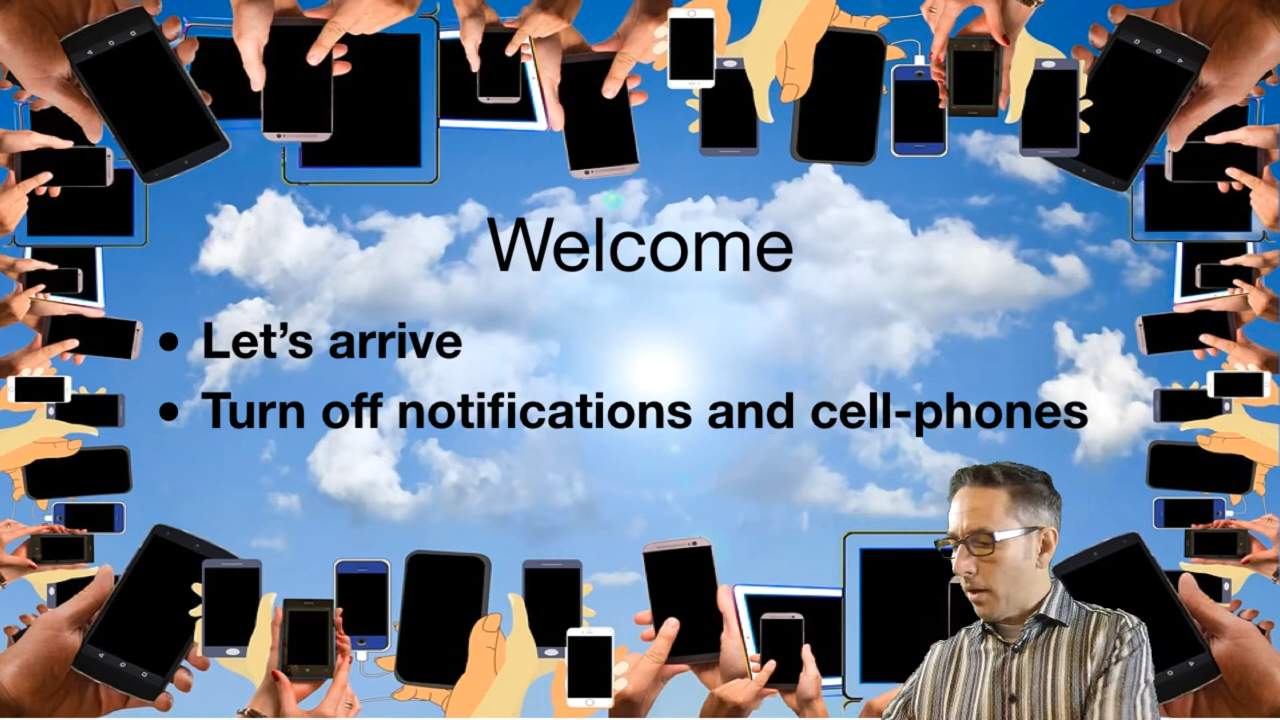 Welcome
• Let’s arrive
• Turn off notifications and cell-phones